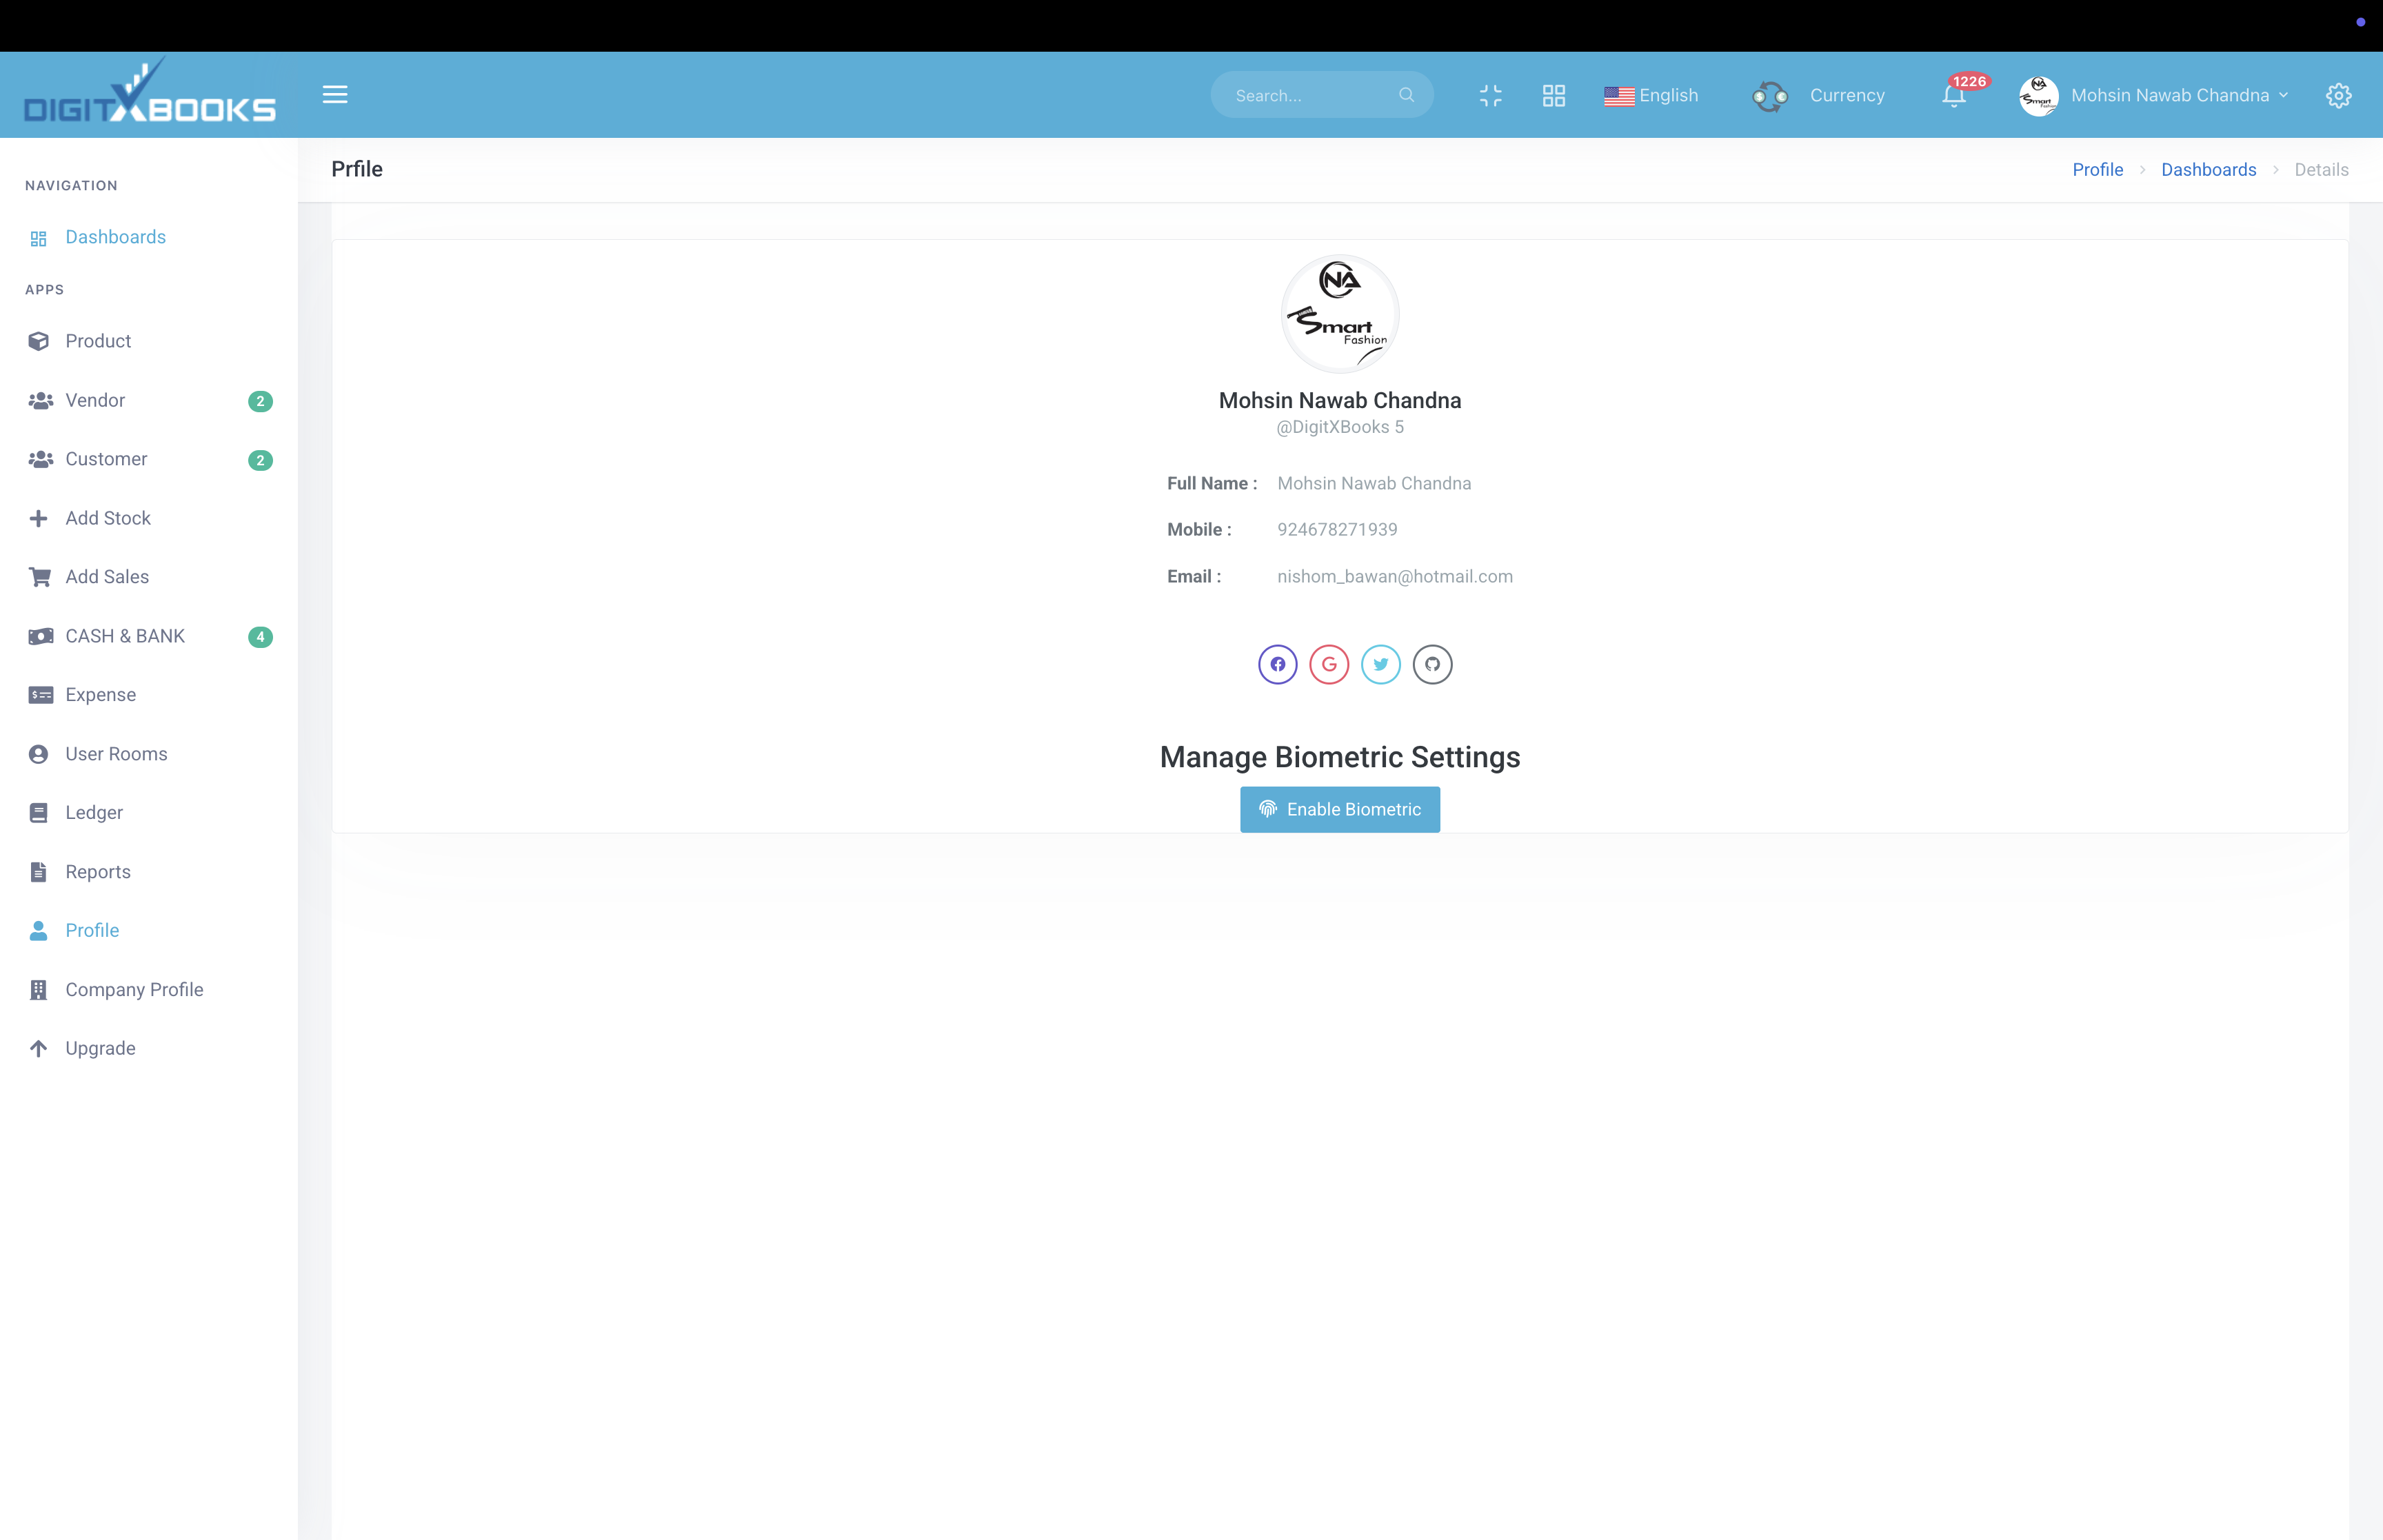 DIGITXBOOKS
Search...
English
Currency
1226
Mohsin Nawab Chandna
Prfile
Profile > Dashboards > Details
NAVIGATION
Dashboards
APPS
Product
Vendor 2
Customer 2
Add Stock
Add Sales
CASH & BANK 4
Expense
User Rooms
Ledger
Reports
Profile
Company Profile
Upgrade
NA
Smart
Fashion
Mohsin Nawab Chandna
@DigitXBooks 5
Full Name : Mohsin Nawab Chandna
Mobile : 924678271939
Email : nishom_bawan@hotmail.com
Manage Biometric Settings
Enable Biometric